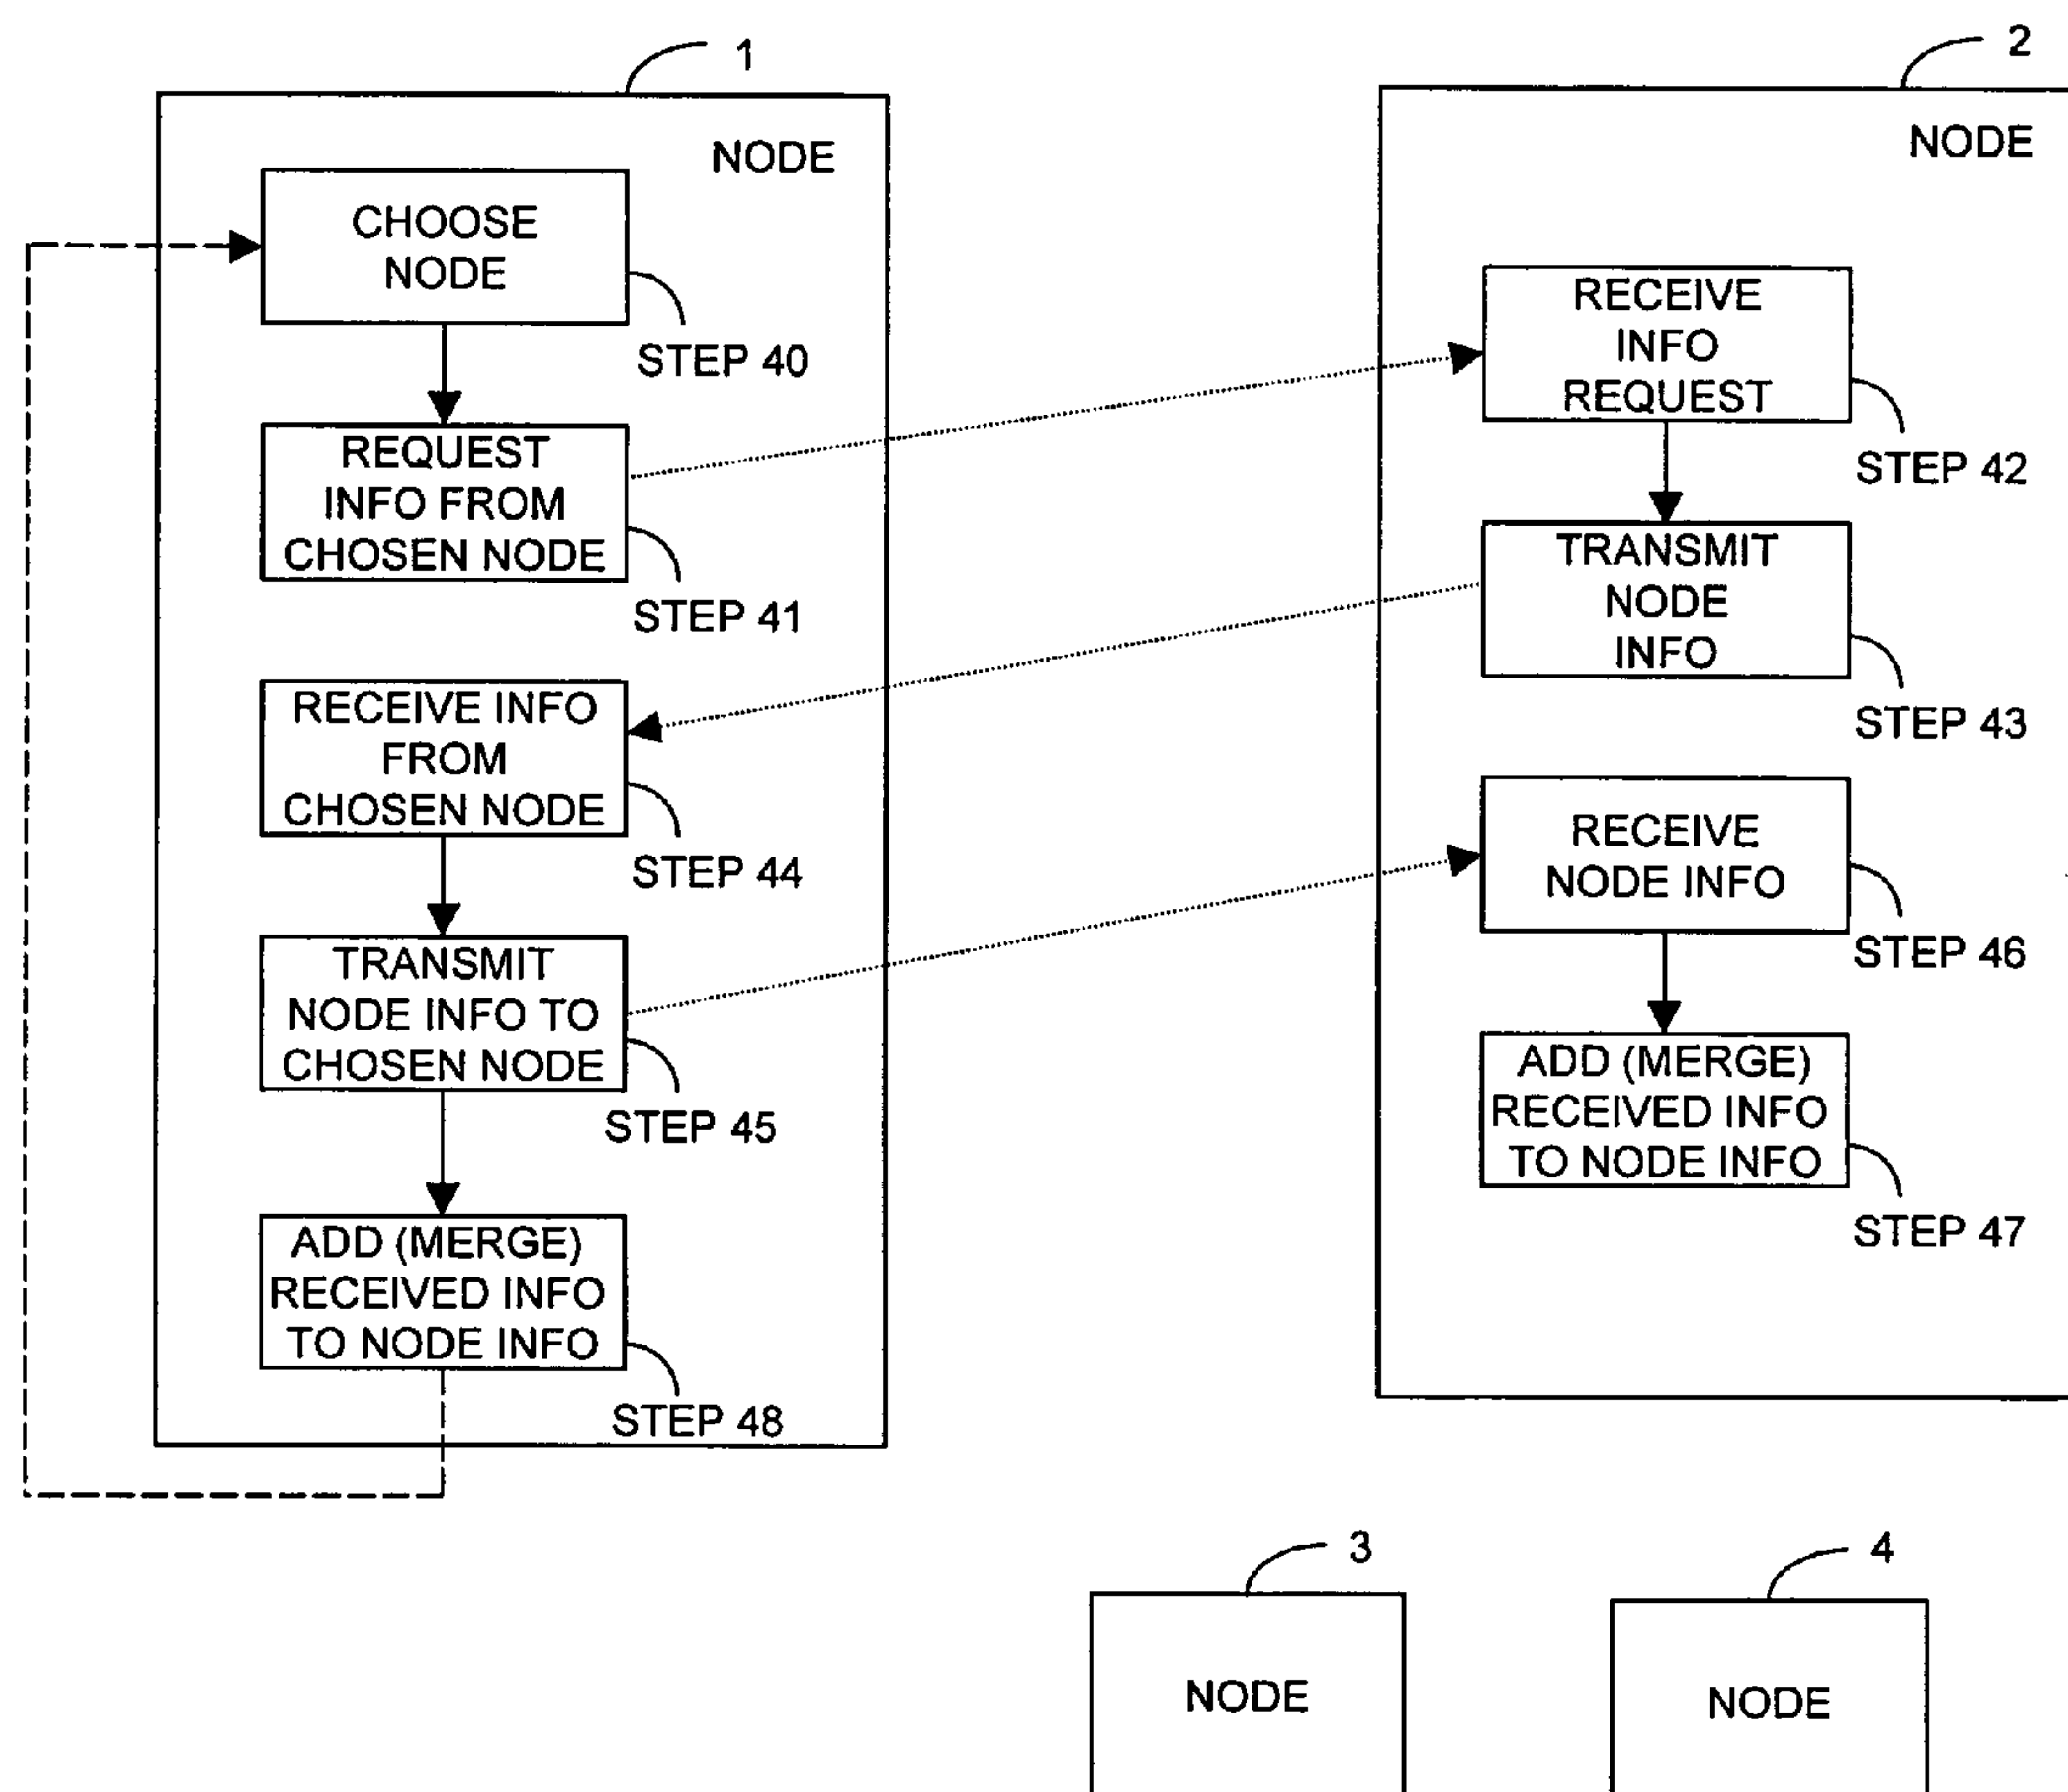 1
NODE
CHOOSE
NODE
STEP 40
REQUEST
INFO FROM
CHOSEN NODE
STEP 41
RECEIVE INFO
FROM
CHOSEN NODE
STEP 44
TRANSMIT
NODE INFO TO
CHOSEN NODE
STEP 45
ADD (MERGE)
RECEIVED INFO
TO NODE INFO
STEP 48
2
NODE
RECEIVE
INFO
REQUEST
STEP 42
TRANSMIT
NODE
INFO
STEP 43
RECEIVE
NODE INFO
STEP 46
ADD (MERGE)
RECEIVED INFO
TO NODE INFO
STEP 47
3
NODE
4
NODE